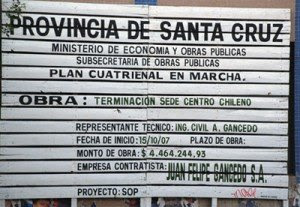 PROVINCIA DE SANTA CRUZ
MINISTERIO DE ECONOMIA Y OBRAS PUBLICAS
SUBSECRETARIA DE OBRAS PUBLICAS
PLAN CUATRIENAL EN MARCHA.
OBRA: TERMINACIÓN SEDE CENTRO CHILENO
REPRESENTANTE TECNICO: ING. CIVIL A. GANCEDO
FECHA DE INICIO: 15/10/07 PLAZO DE OBRA:
MONTO DE OBRA: $ 4.464.244,93
EMPRESA CONTRATISTA: JUAN FELIPE GANCEDO S.A.
PROYECTO: SOP